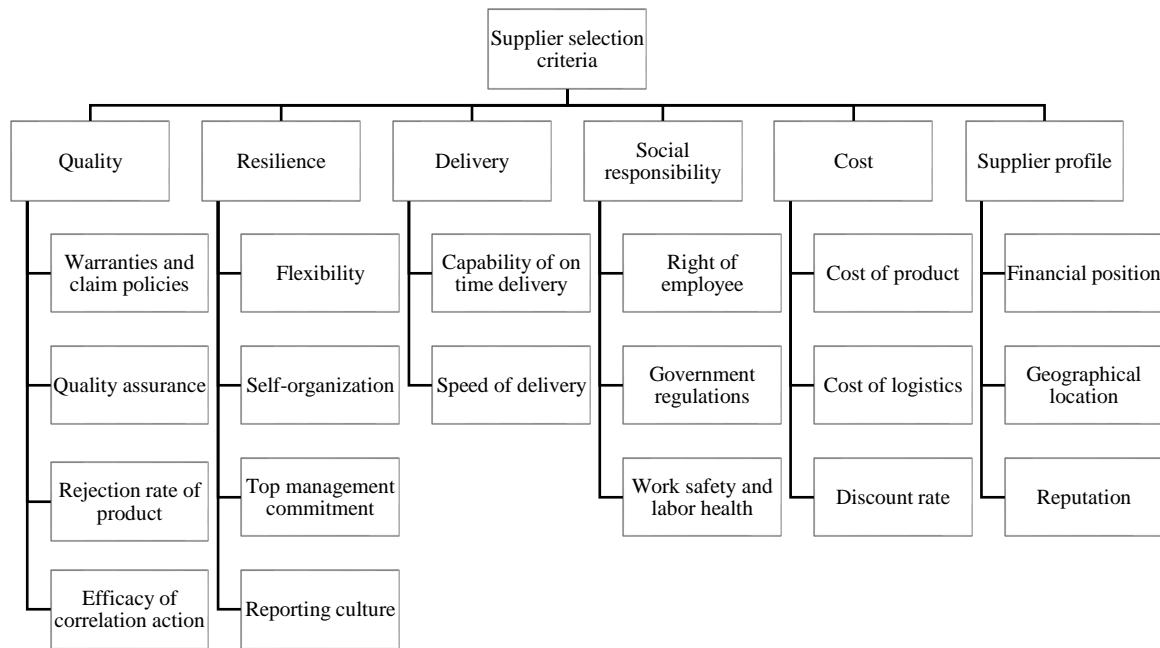 Supplier selection
criteria
Quality
Resilience
Delivery
Social
responsibility
Cost
Supplier profile
Warranties and
claim policies
Flexibility
Capability of on
time delivery
Right of
employee
Cost of product
Financial position
Quality assurance
Self-organization
Speed of delivery
Government
regulations
Cost of logistics
Geographical
location
Rejection rate of
product
Top management
commitment
Work safety and
labor health
Discount rate
Reputation
Efficacy of
correlation action
Reporting culture